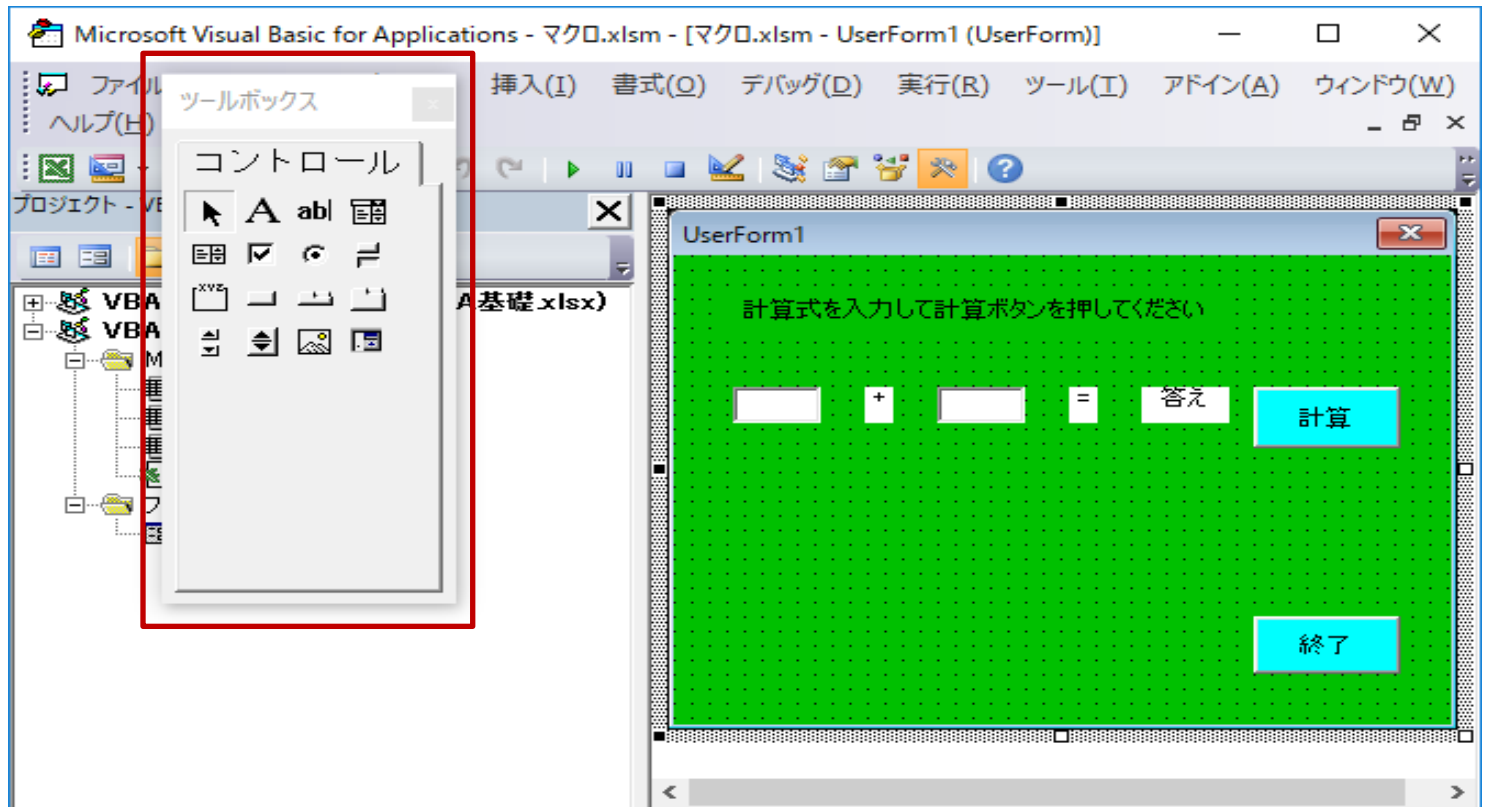 Microsoft Visual Basic for Applications - マクロ.xlsm - [マクロ.xlsm - UserForm1 (UserForm)]
ファイル 挿入(I) 書式(O) デバッグ(D) 実行(R) ツール(T) アドイン(A) ウィンドウ(W)
ヘルプ(H)
ツールボックス
コントロール
A abl
xyz
プロジェクト - VB
VBA A基礎.xlsx)
VBA
M
フ
UserForm1
計算式を入力して計算ボタンを押してください
+ = 答え 計算
終了